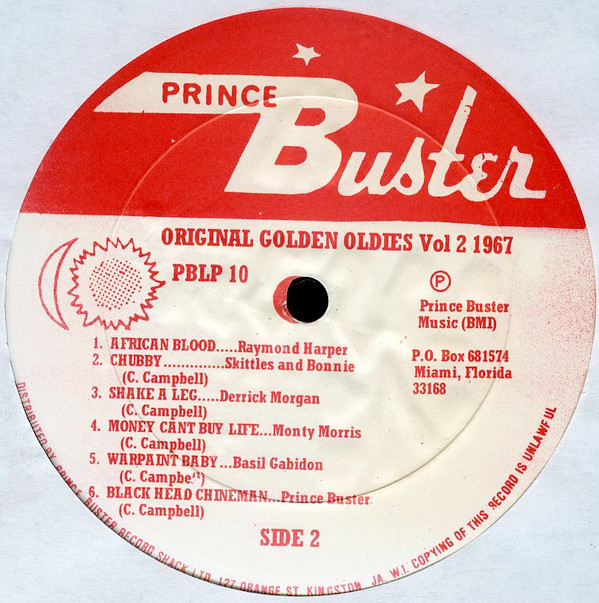 PRINCE
Buster
ORIGINAL GOLDEN OLDIES Vol 2 1967
PBLP 10
P
Prince Buster
Music (BMI)
P.O. Box 681574
Miami, Florida
33168
1. AFRICAN BLOOD.....Raymond Harper
2. CHUBBY..............Skittles and Bonnie
(C. Campbell)
3. SHAKE A LEG.....Derrick Morgan
(C. Campbell)
4. MONEY CANT BUY LIFE...Monty Morris
(C. Campbell)
5. WARPAINT BABY...Basil Gabidon
(C. Campbell)
6. BLACK HEAD CHINEMAN...Prince Buster
(C. Campbell)
SIDE 2
DISTRIBUTED BY PRINCE BUSTER RECORD SHACK LTD. 127 ORANGE ST. KINGSTON, JA. W.I. COPYING OF THIS RECORD IS UNLAWFUL